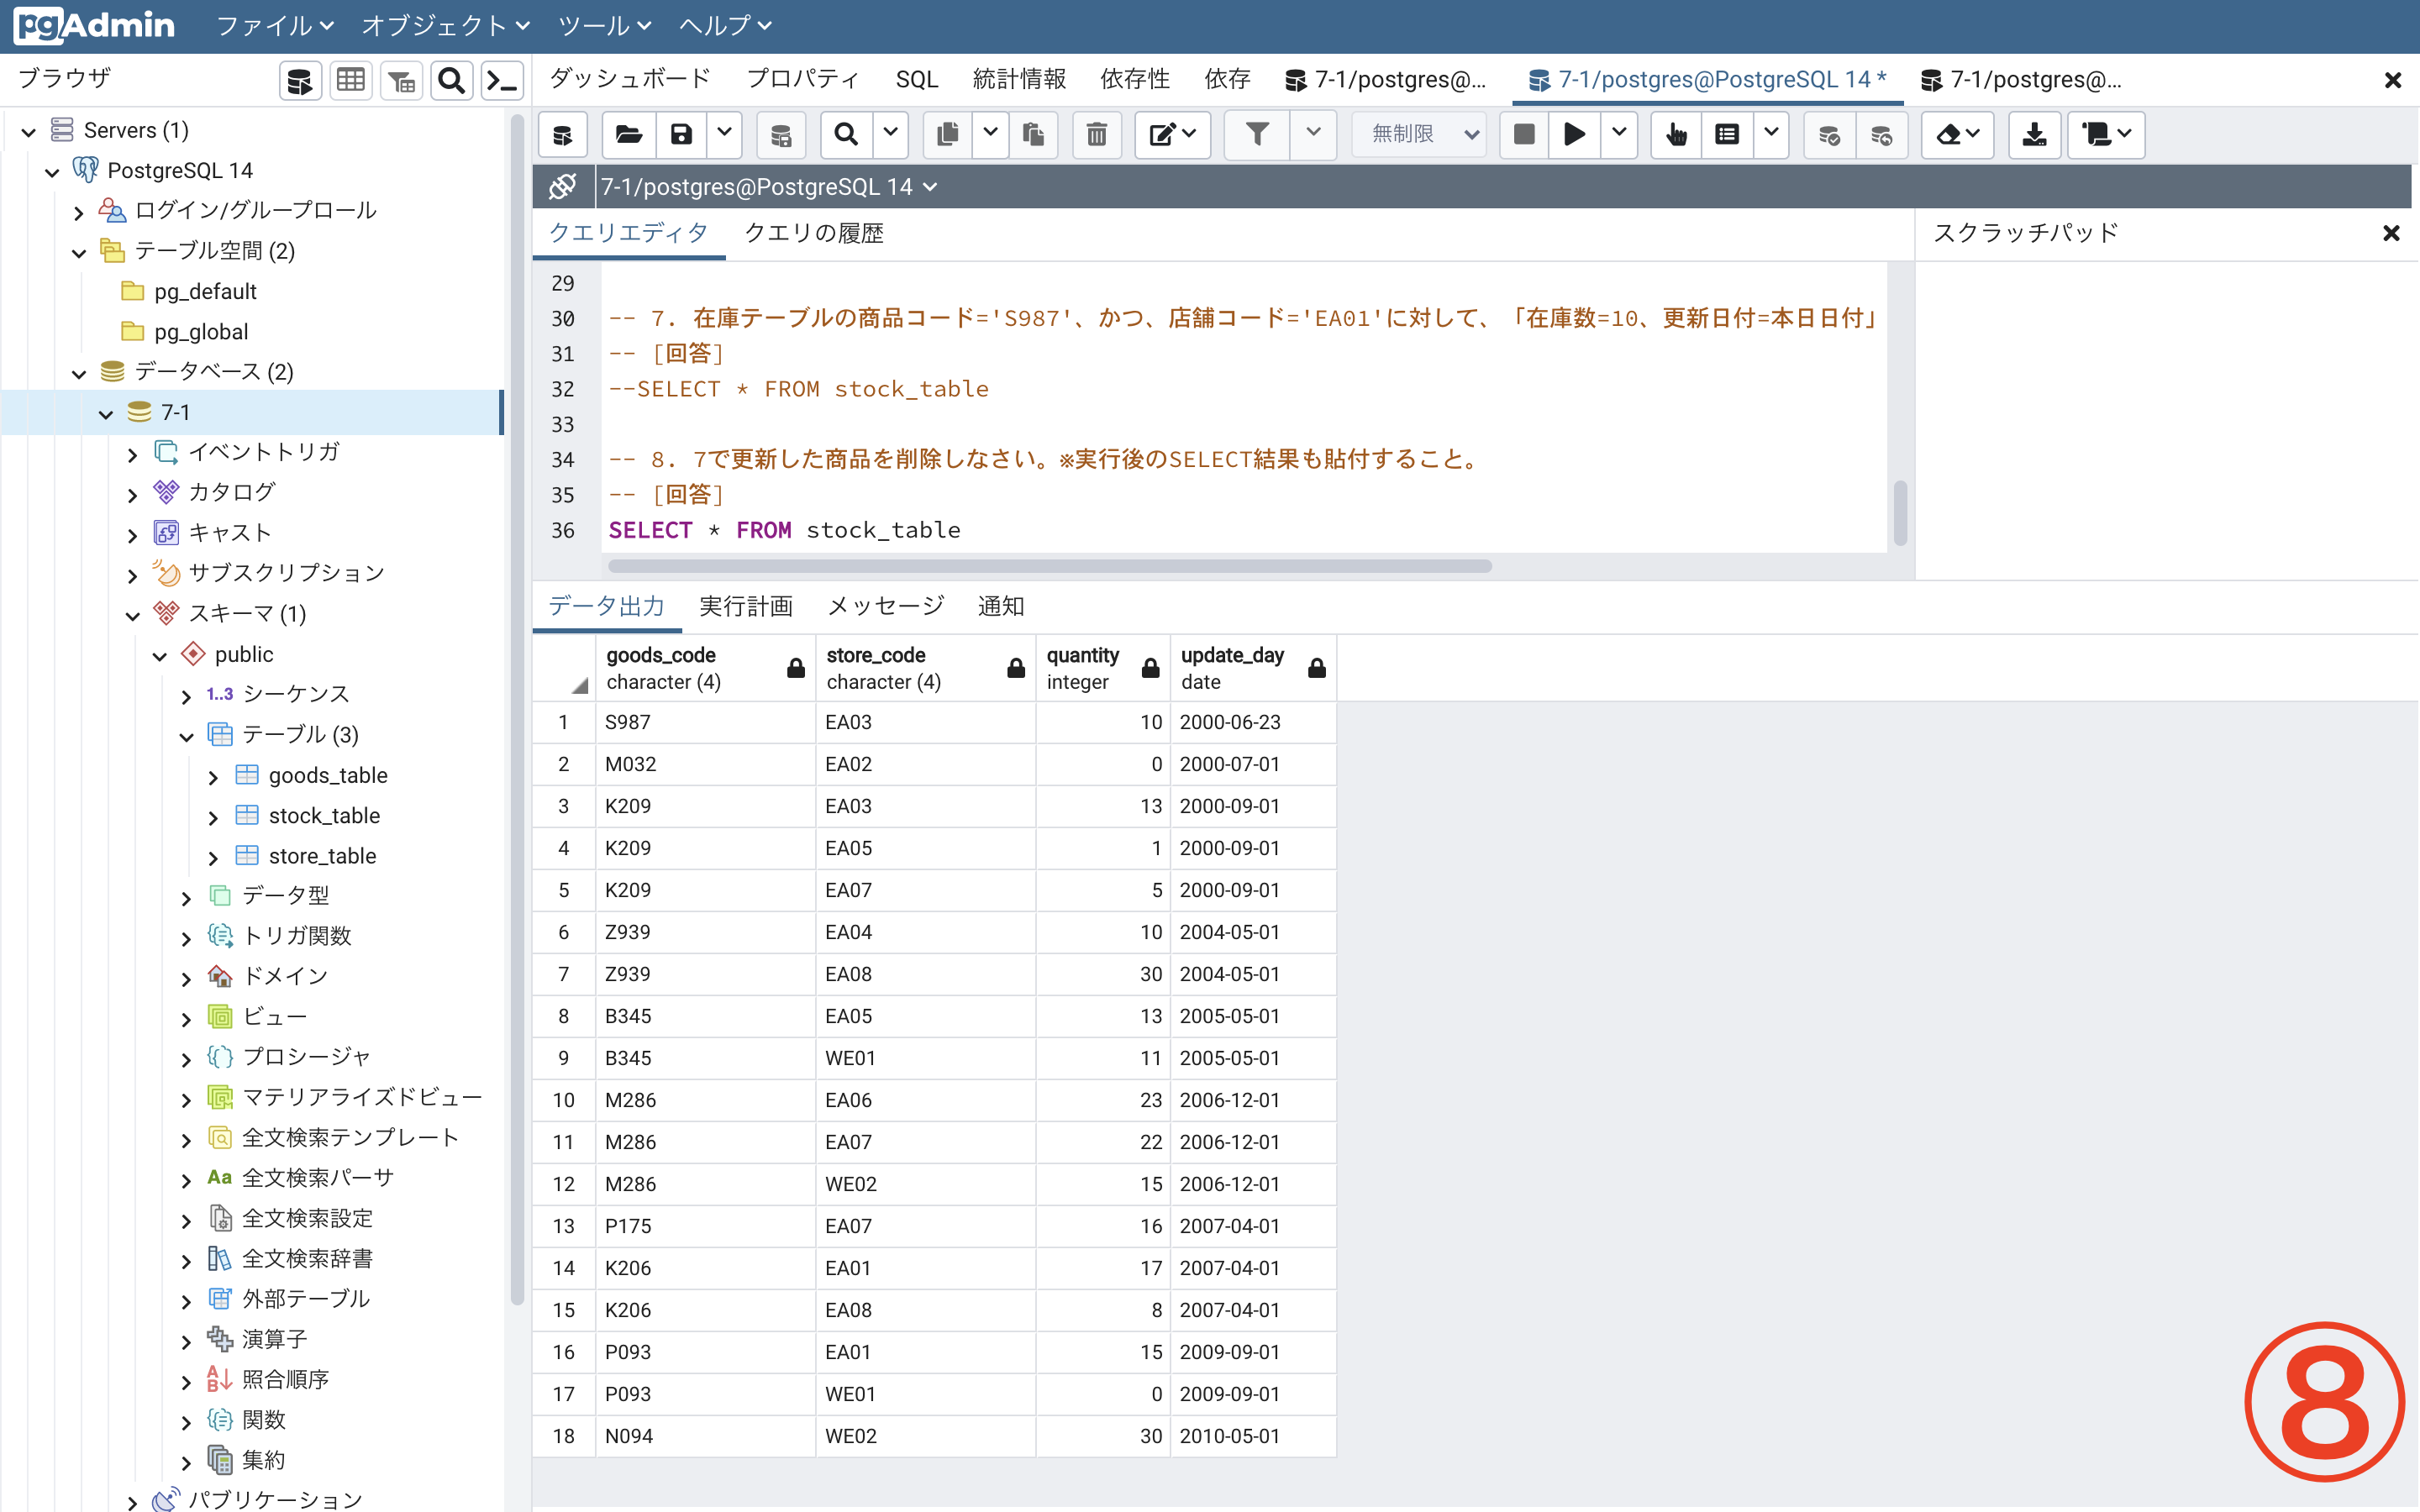 pgAdmin ファイル オブジェクト ツール ヘルプ
ブラウザ
ダッシュボード プロパティ SQL 統計情報 依存性 依存 7-1/postgres@... 7-1/postgres@PostgreSQL 14 * 7-1/postgres@...
無制限
7-1/postgres@PostgreSQL 14
クエリエディタ クエリの履歴
スクラッチパッド
Servers (1)
PostgreSQL 14
ログイン/グループロール
テーブル空間 (2)
pg_default
pg_global
データベース (2)
7-1
イベントトリガ
カタログ
キャスト
サブスクリプション
スキーマ (1)
public
1..3 シーケンス
テーブル (3)
goods_table
stock_table
store_table
データ型
トリガ関数
ドメイン
ビュー
プロシージャ
マテリアライズドビュー
全文検索テンプレート
Aa 全文検索パーサ
全文検索設定
全文検索辞書
外部テーブル
演算子
照合順序
関数
集約
パブリケーション
29
30 -- 7. 在庫テーブルの商品コード='S987'、かつ、店舗コード='EA01'に対して、「在庫数=10、更新日付=本日日付」
31 -- [回答]
32 --SELECT * FROM stock_table
33
34 -- 8. 7で更新した商品を削除しなさい。※実行後のSELECT結果も貼付すること。
35 -- [回答]
36 SELECT * FROM stock_table
データ出力 実行計画 メッセージ 通知
goods_code store_code quantity update_day
character (4) character (4) integer date
1 S987 EA03 10 2000-06-23
2 M032 EA02 0 2000-07-01
3 K209 EA03 13 2000-09-01
4 K209 EA05 1 2000-09-01
5 K209 EA07 5 2000-09-01
6 Z939 EA04 10 2004-05-01
7 Z939 EA08 30 2004-05-01
8 B345 EA05 13 2005-05-01
9 B345 WE01 11 2005-05-01
10 M286 EA06 23 2006-12-01
11 M286 EA07 22 2006-12-01
12 M286 WE02 15 2006-12-01
13 P175 EA07 16 2007-04-01
14 K206 EA01 17 2007-04-01
15 K206 EA08 8 2007-04-01
16 P093 EA01 15 2009-09-01
17 P093 WE01 0 2009-09-01
18 N094 WE02 30 2010-05-01
⑧